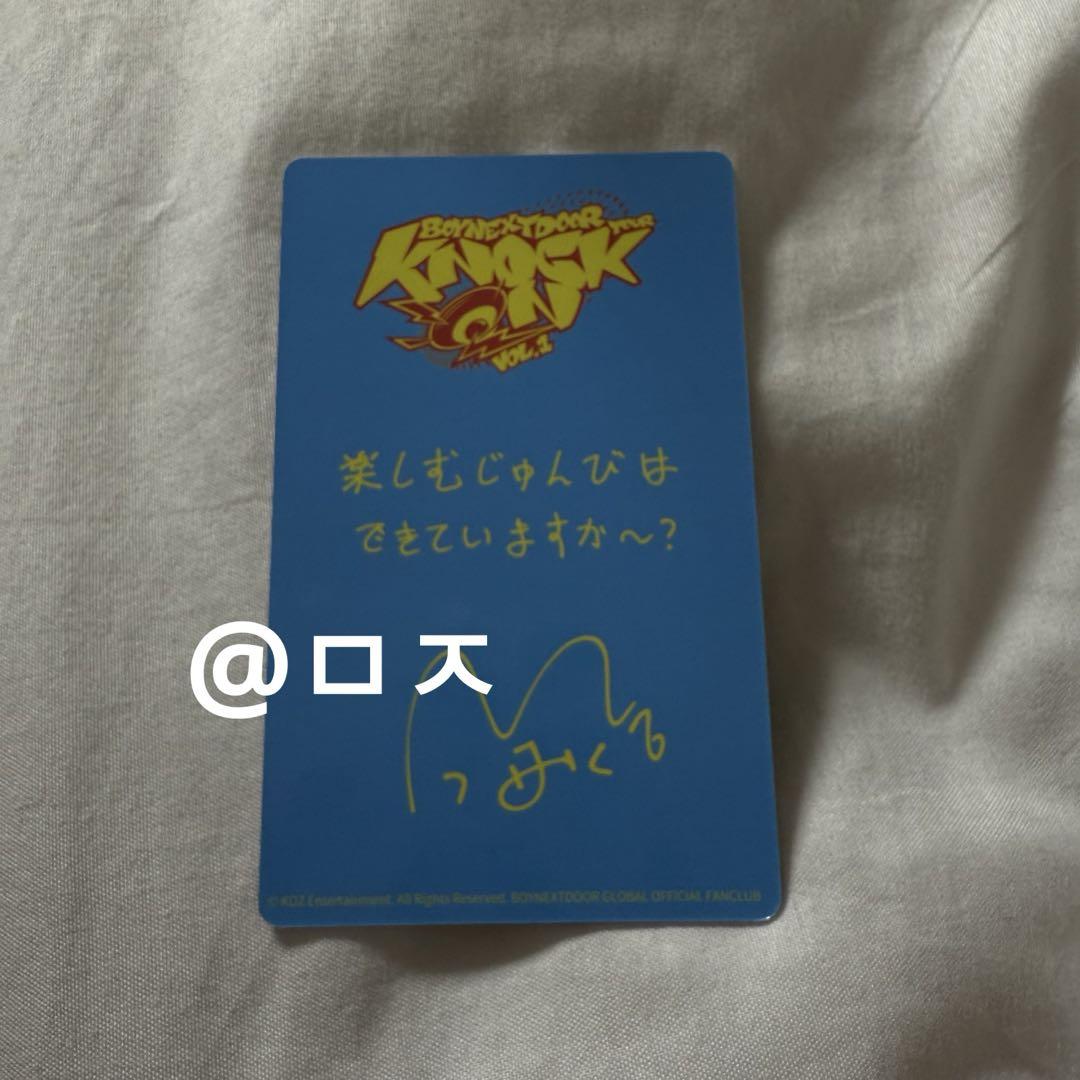 BOYNEXTDOOR TOUR
KNOCK
ON
VOL.1
楽しむじゅんびは
できていますか～?
@ㅁㅈ
© KOZ Entertainment. All Rights Reserved. BOYNEXTDOOR GLOBAL OFFICIAL FANCLUB